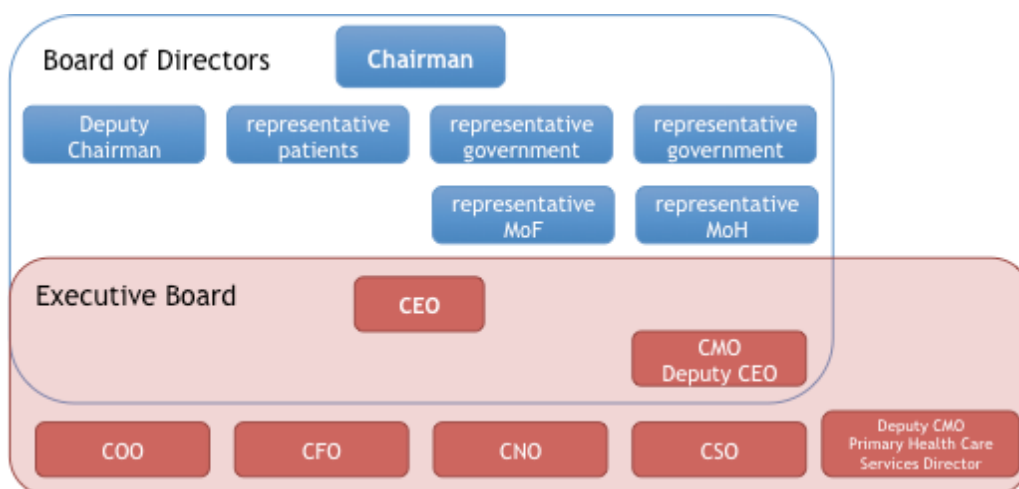 Board of Directors
Chairman
Deputy
Chairman
representative
patients
representative
government
representative
government
representative
MoF
representative
MoH
Executive Board
CEO
CMO
Deputy CEO
COO
CFO
CNO
CSO
Deputy CMO
Primary Health Care
Services Director